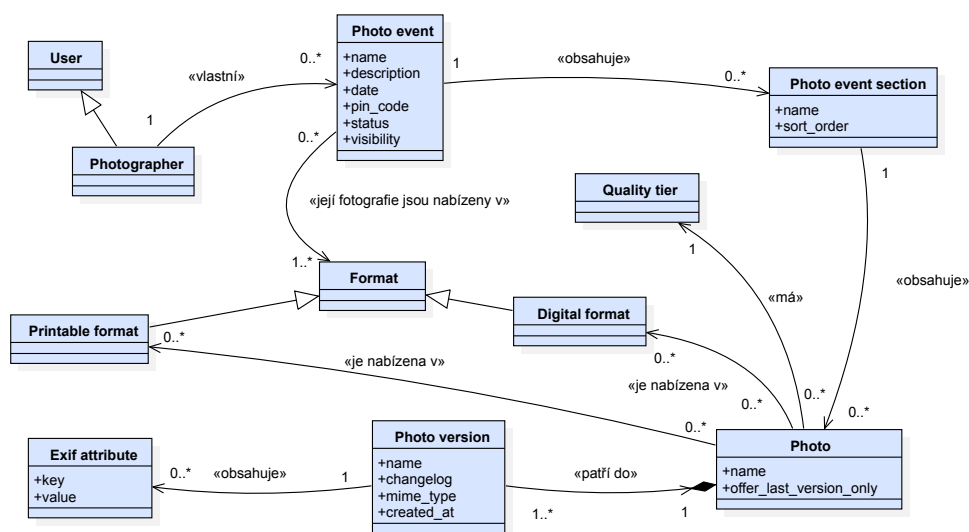 User
Photographer
1
«vlastní»
0..*
Photo event
+name
+description
+date
+pin_code
+status
+visibility
1
«obsahuje»
0..*
Photo event section
+name
+sort_order
0..*
«její fotografie jsou nabízeny v»
1..*
Format
Quality tier
1
«má»
0..*
1
«obsahuje»
0..*
Printable format
0..*
«je nabízena v»
0..*
Digital format
0..*
«je nabízena v»
0..*
Photo
+name
+offer_last_version_only
Exif attribute
+key
+value
0..*
«obsahuje»
1
Photo version
+name
+changelog
+mime_type
+created_at
1..*
«patří do»
1